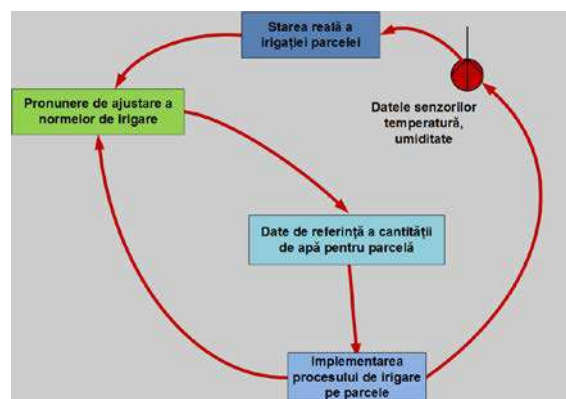 Starea reală a
irigației parcelei
Pronunere de ajustare a
normelor de irigare
Datele senzorilor
temperatură,
umiditate
Date de referință a cantității
de apă pentru parcelă
Implementarea
procesului de irigare
pe parcele